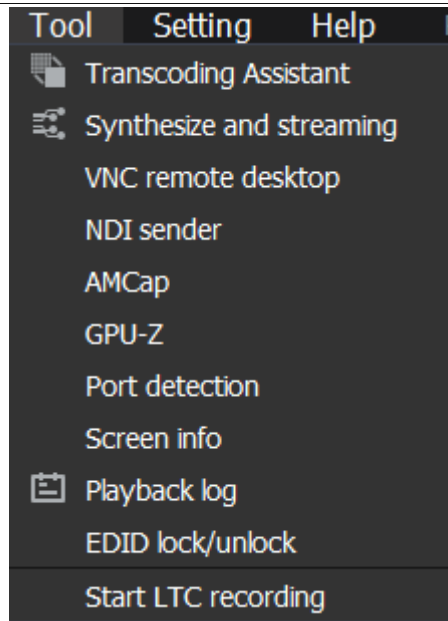 Tool Setting Help
Transcoding Assistant
Synthesize and streaming
VNC remote desktop
NDI sender
AMCap
GPU-Z
Port detection
Screen info
Playback log
EDID lock/unlock
Start LTC recording